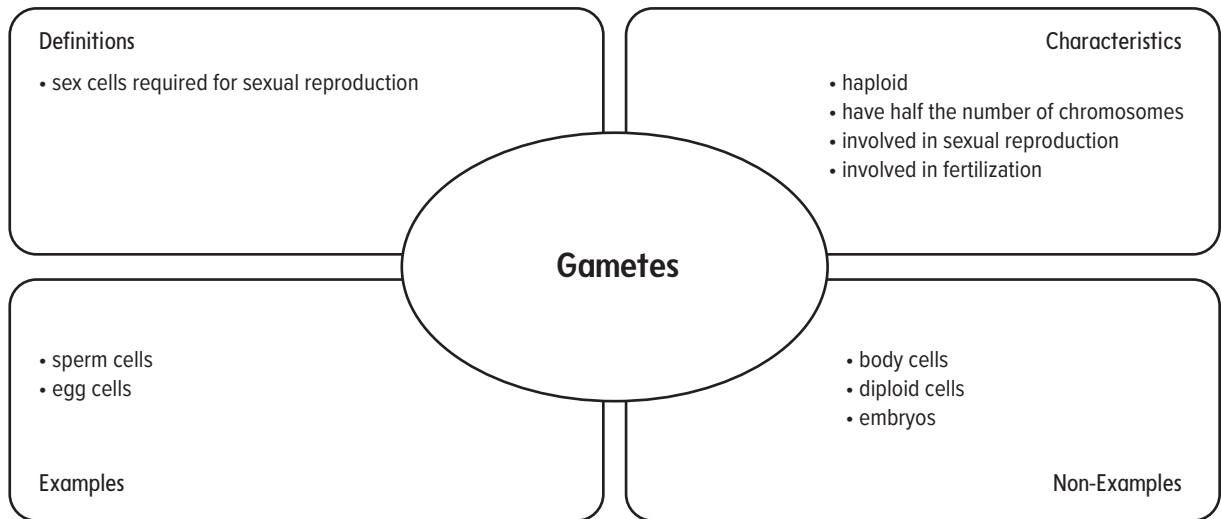 Definitions
• sex cells required for sexual reproduction
Characteristics
• haploid
• have half the number of chromosomes
• involved in sexual reproduction
• involved in fertilization
Gametes
• sperm cells
• egg cells
Examples
• body cells
• diploid cells
• embryos
Non-Examples